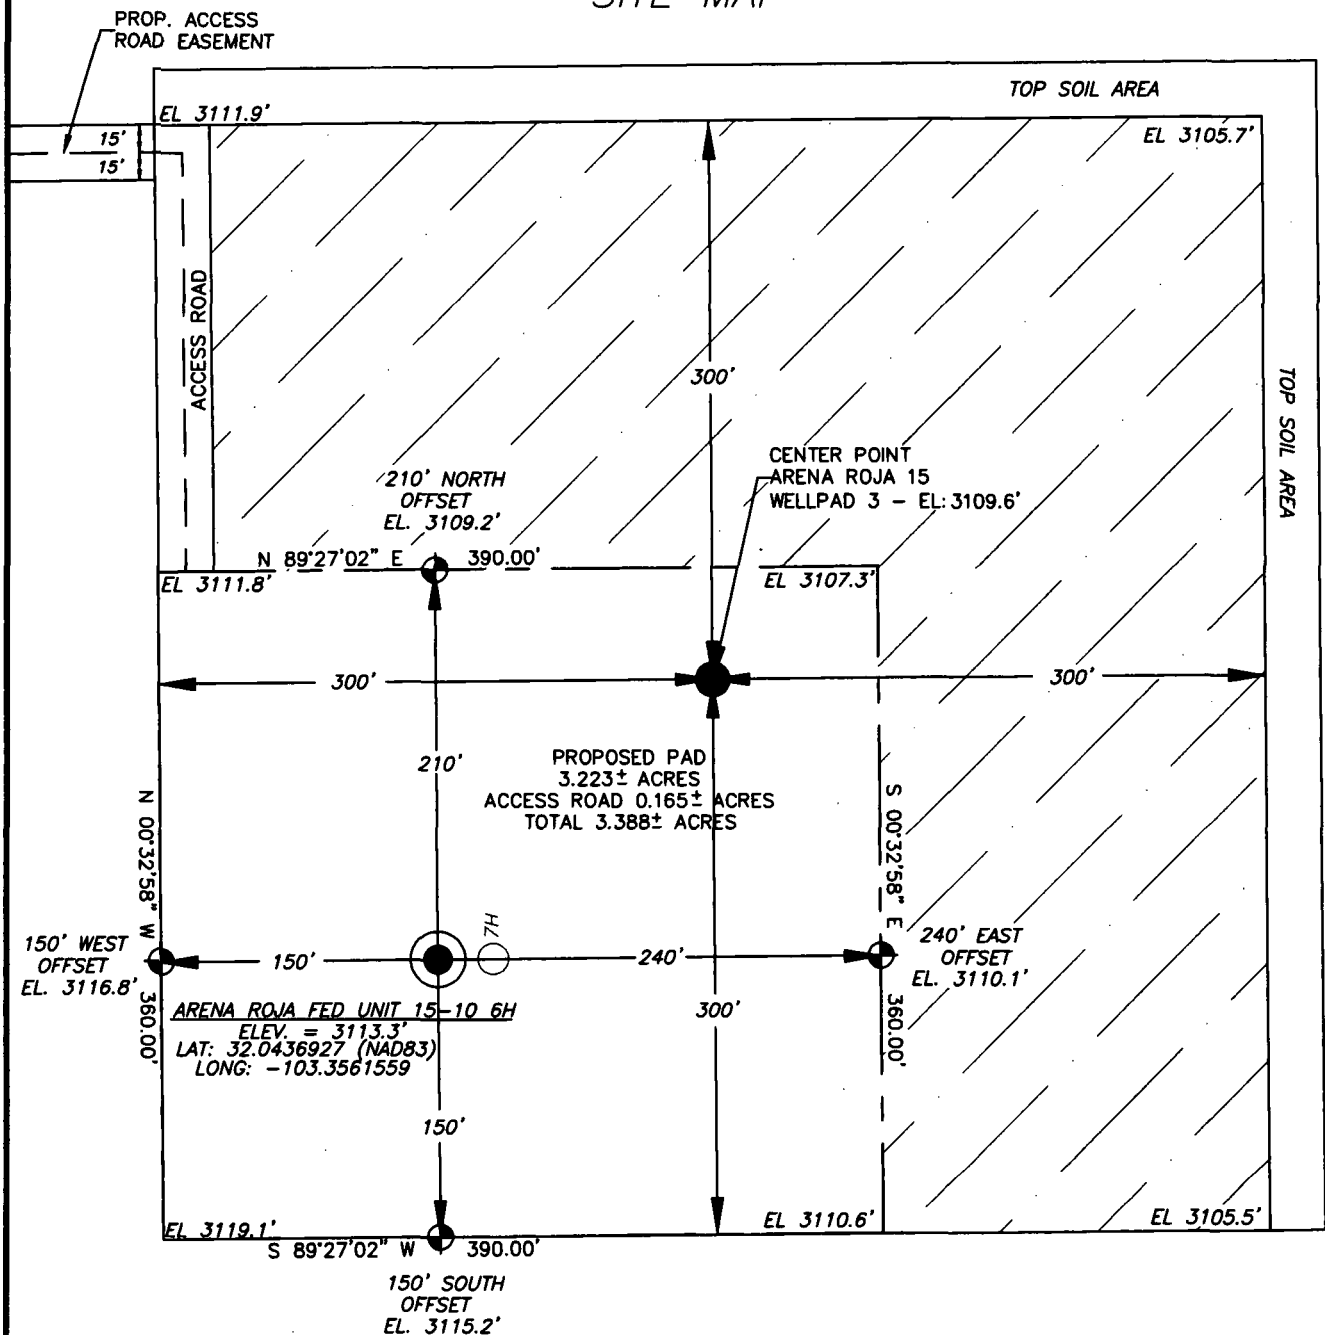 SITE MAP
PROP. ACCESS
ROAD EASEMENT
TOP SOIL AREA
EL 3111.9'
EL 3105.7'
15'
15'
ACCESS ROAD
300'
TOP SOIL AREA
CENTER POINT
ARENA ROJA 15
WELLPAD 3 - EL: 3109.6'
210' NORTH
OFFSET
EL. 3109.2'
N 89°27'02" E 390.00'
EL 3111.8'
EL 3107.3'
300'
300'
210'
PROPOSED PAD
3.223± ACRES
ACCESS ROAD 0.165± ACRES
TOTAL 3.388± ACRES
N 00°32'58" W 360.00'
S 00°32'58" E 360.00'
7H
150' WEST
OFFSET
EL. 3116.8'
150'
240'
240' EAST
OFFSET
EL. 3110.1'
300'
ARENA ROJA FED UNIT 15-10 6H
ELEV. = 3113.3'
LAT: 32.0436927 (NAD83)
LONG: -103.3561559
150'
EL 3119.1'
EL 3110.6'
EL 3105.5'
S 89°27'02" W 390.00'
150' SOUTH
OFFSET
EL. 3115.2'